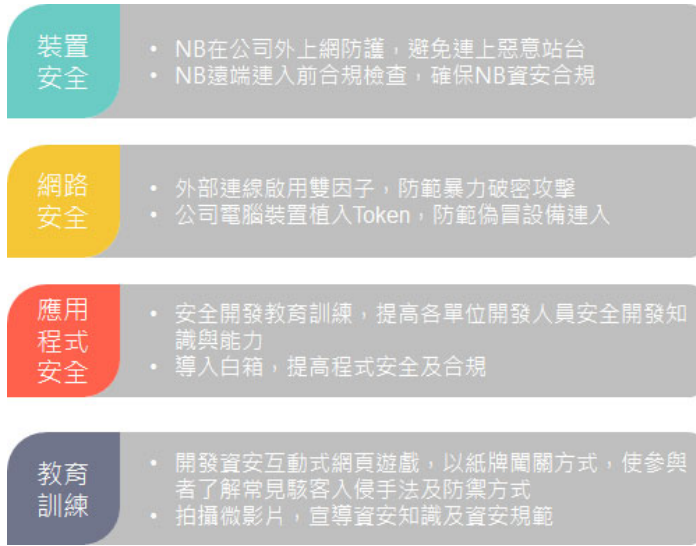 裝置
安全
• NB在公司外上網防護，避免連上惡意站台
• NB遠端連入前合規檢查，確保NB資安合規
網路
安全
• 外部連線啟用雙因子，防範暴力破密攻擊
• 公司電腦裝置植入Token，防範偽冒設備連入
應用
程式
安全
• 安全開發教育訓練，提高各單位開發人員安全開發知
識與能力
• 導入白箱，提高程式安全及合規
教育
訓練
• 開發資安互動式網頁遊戲，以紙牌闖關方式，使參與
者了解常見駭客入侵手法及防禦方式
• 拍攝微影片，宣導資安知識及資安規範